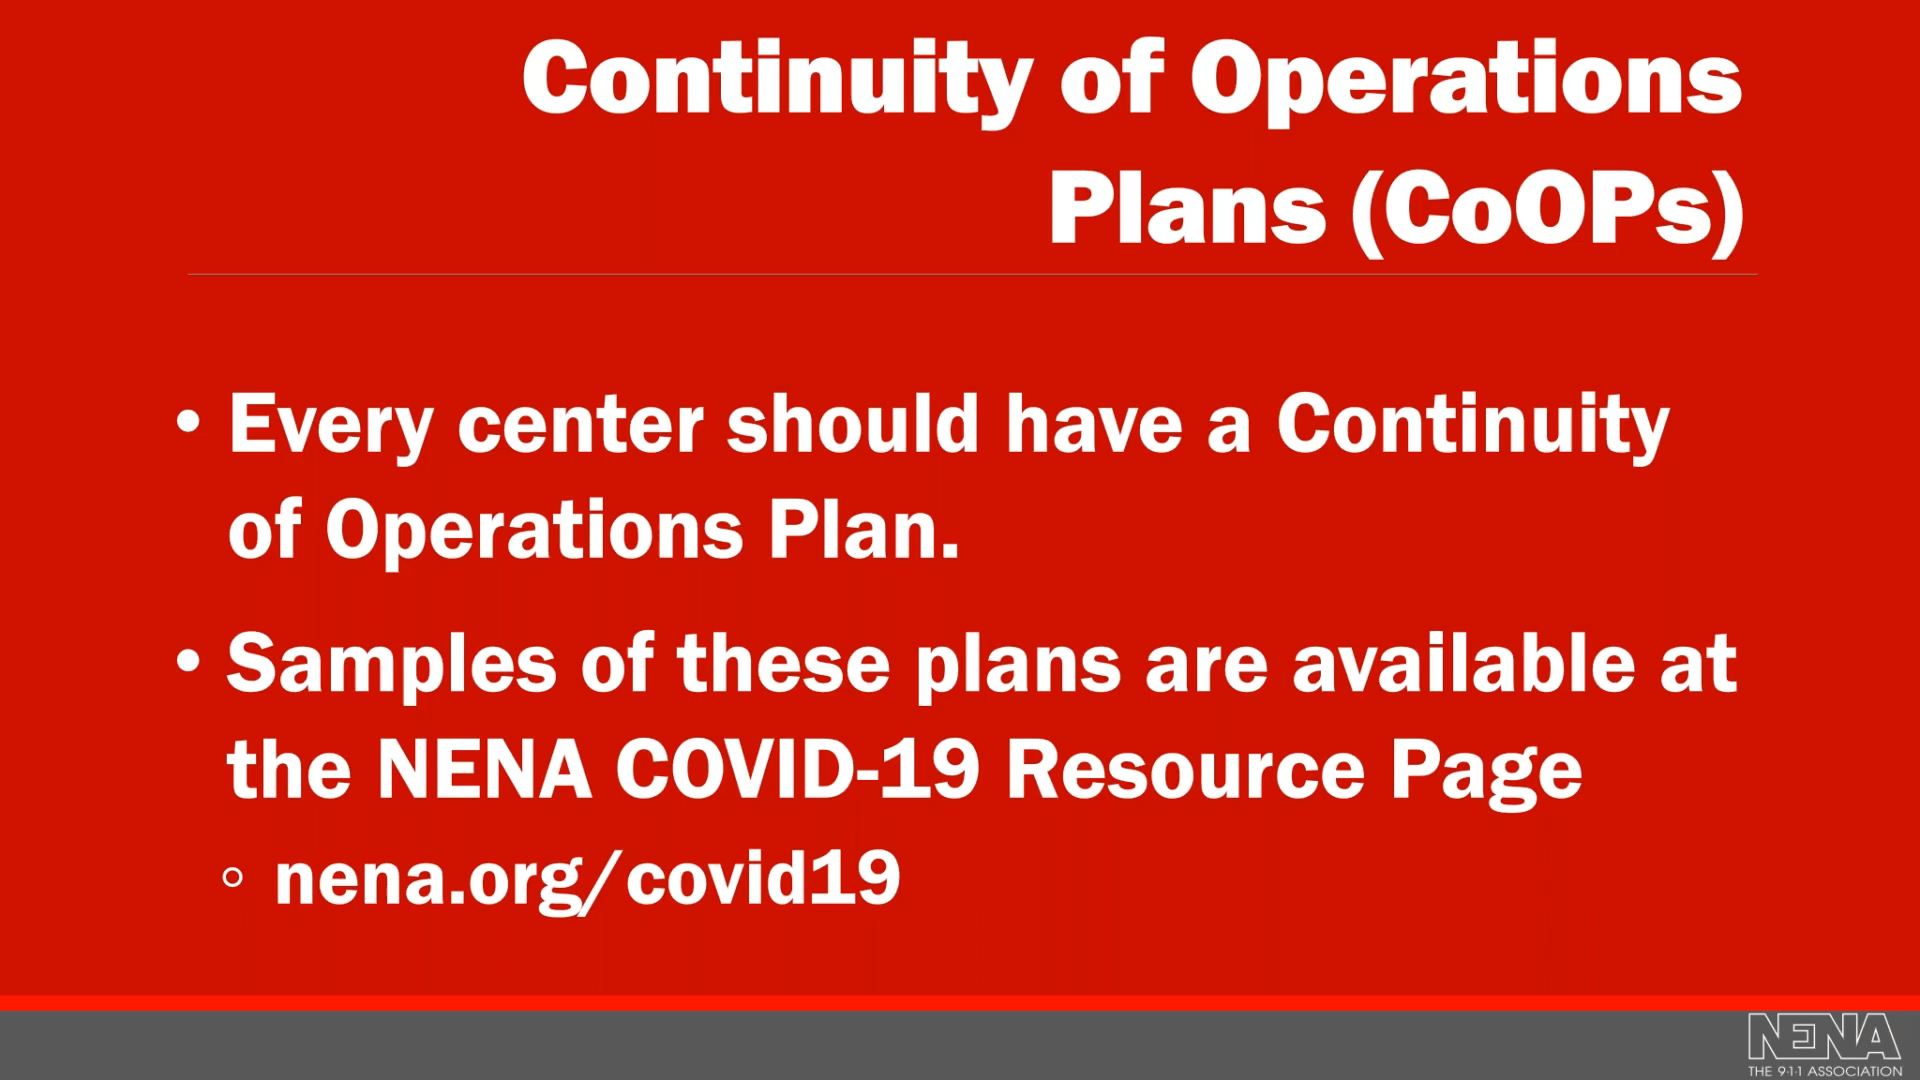 Continuity of Operations
Plans (CoOPs)
• Every center should have a Continuity
of Operations Plan.
• Samples of these plans are available at
the NENA COVID-19 Resource Page
◦ nena.org/covid19
NENA
THE 9-1-1 ASSOCIATION